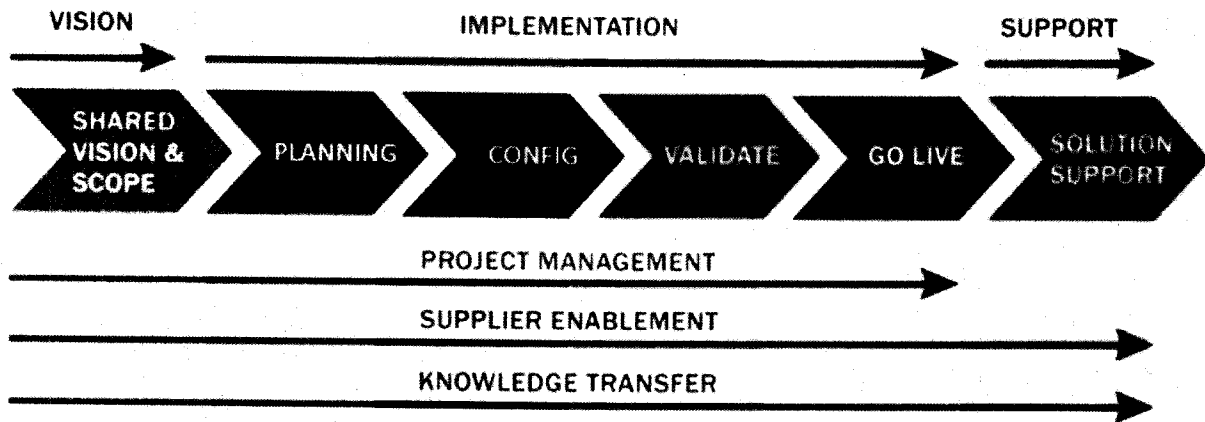 VISION
IMPLEMENTATION
SUPPORT
SHARED
VISION &
SCOPE
PLANNING
CONFIG
VALIDATE
GO LIVE
SOLUTION
SUPPORT
PROJECT MANAGEMENT
SUPPLIER ENABLEMENT
KNOWLEDGE TRANSFER